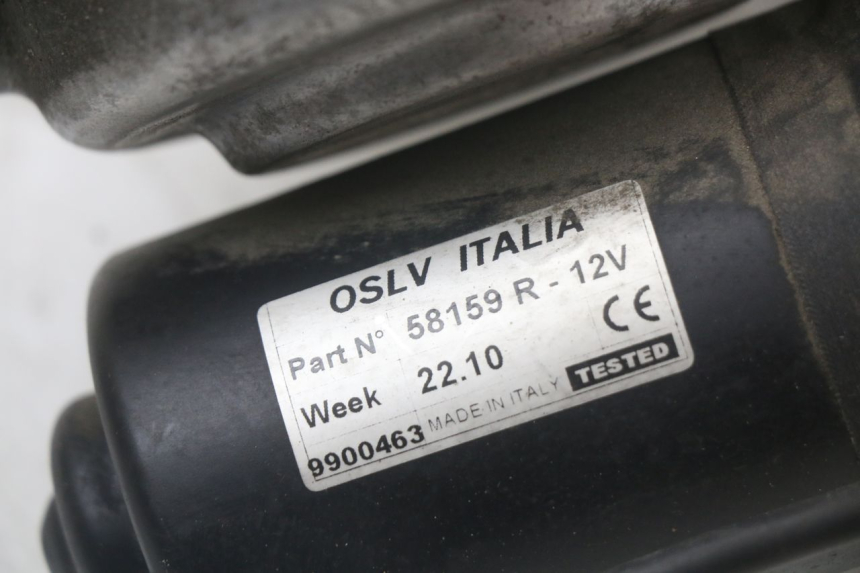 OSLV ITALIA
Part N° 58159 R - 12V
Week 22.10 CE
9900463 MADE IN ITALY TESTED